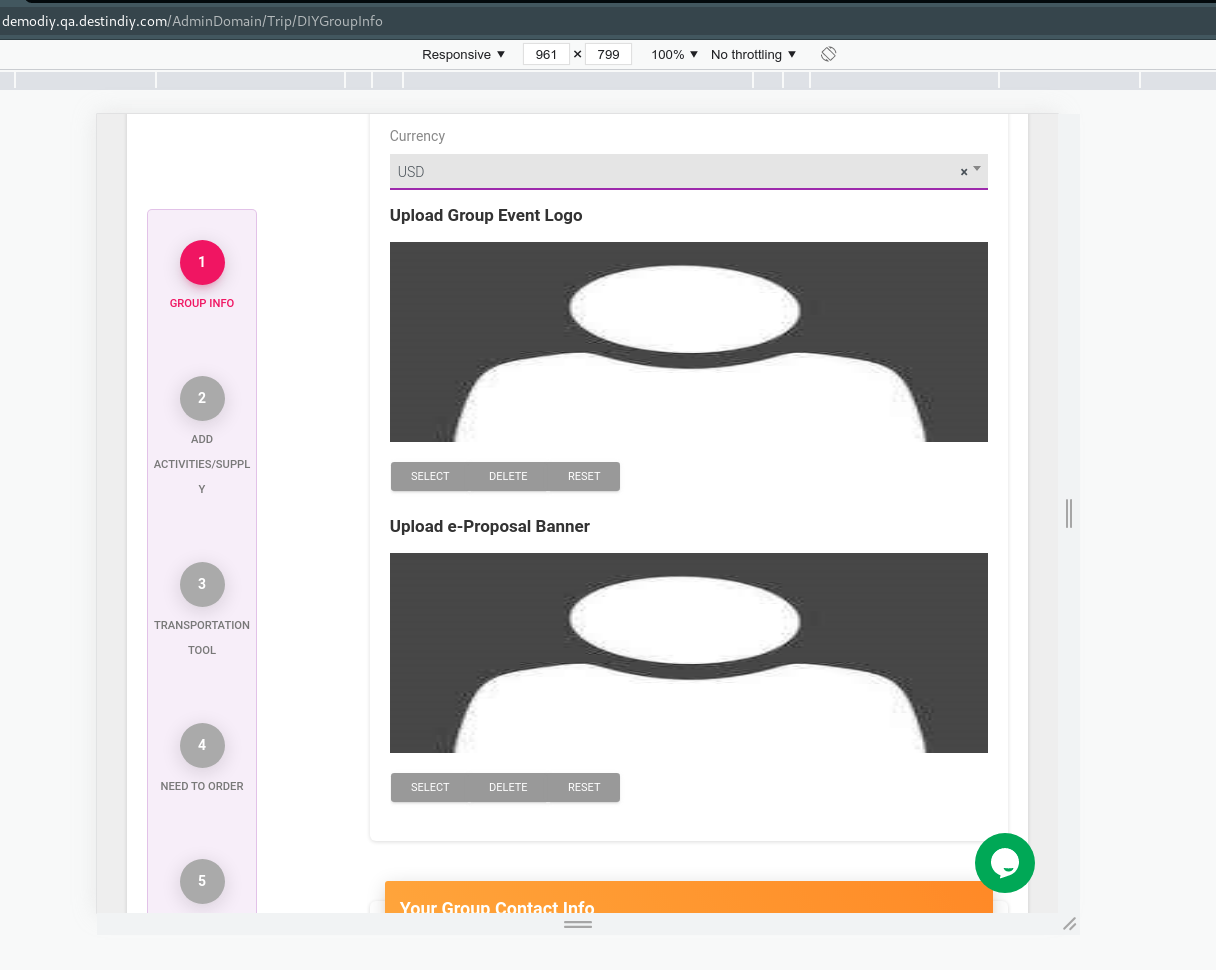 demodiy.qa.destindiy.com/AdminDomain/Trip/DIYGroupInfo
Responsive ▼ 961 × 799 100% ▼ No throttling ▼
Currency
USD × 
Upload Group Event Logo
1
GROUP INFO
2
ADD
ACTIVITIES/SUPPL
Y
SELECT DELETE RESET
Upload e-Proposal Banner
3
TRANSPORTATION
TOOL
4
NEED TO ORDER
SELECT DELETE RESET
5
Your Group Contact Info